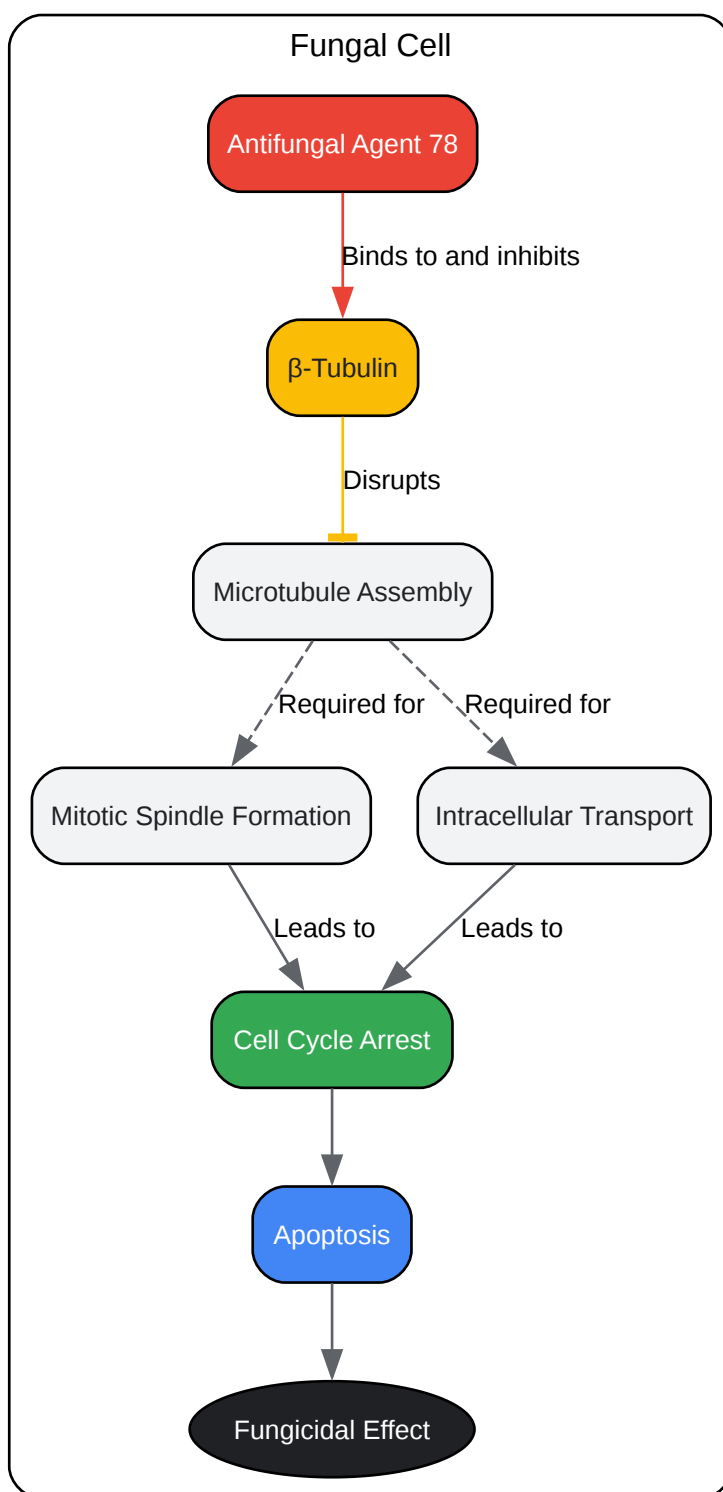 Fungal Cell
Antifungal Agent 78
Binds to and inhibits
β-Tubulin
Disrupts
Microtubule Assembly
Required for
Required for
Mitotic Spindle Formation
Intracellular Transport
Leads to
Leads to
Cell Cycle Arrest
Apoptosis
Fungicidal Effect